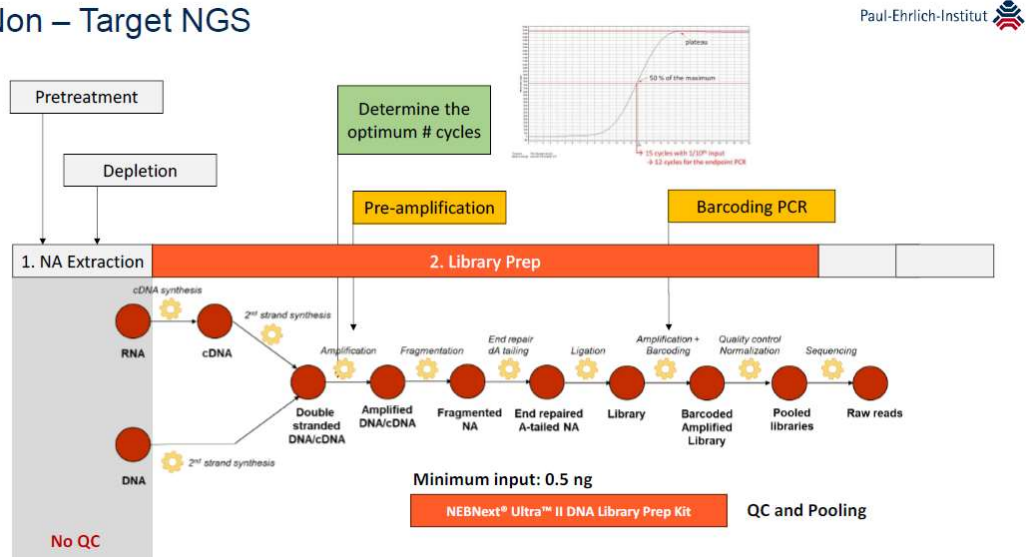 Non – Target NGS
Paul-Ehrlich-Institut
plateau
50 % of the maximum
15 cycles with 1/10th input
→ 12 cycles for the endpoint PCR
Pretreatment
Depletion
Determine the
optimum # cycles
Pre-amplification
Barcoding PCR
1. NA Extraction
2. Library Prep
cDNA synthesis
2nd strand synthesis
RNA
cDNA
Amplification
Fragmentation
End repair
dA tailing
Ligation
Amplification +
Barcoding
Quality control
Normalization
Sequencing
Double
stranded
DNA/cDNA
Amplified
DNA/cDNA
Fragmented
NA
End repaired
A-tailed NA
Library
Barcoded
Amplified
Library
Pooled
libraries
Raw reads
DNA
2nd strand synthesis
Minimum input: 0.5 ng
NEBNext® Ultra™ II DNA Library Prep Kit
QC and Pooling
No QC